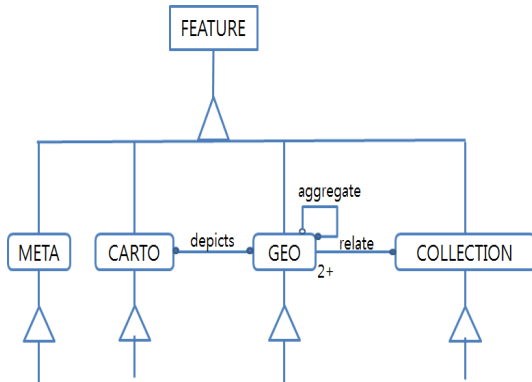 FEATURE
aggregate
depicts
relate
META
CARTO
GEO
COLLECTION
2+